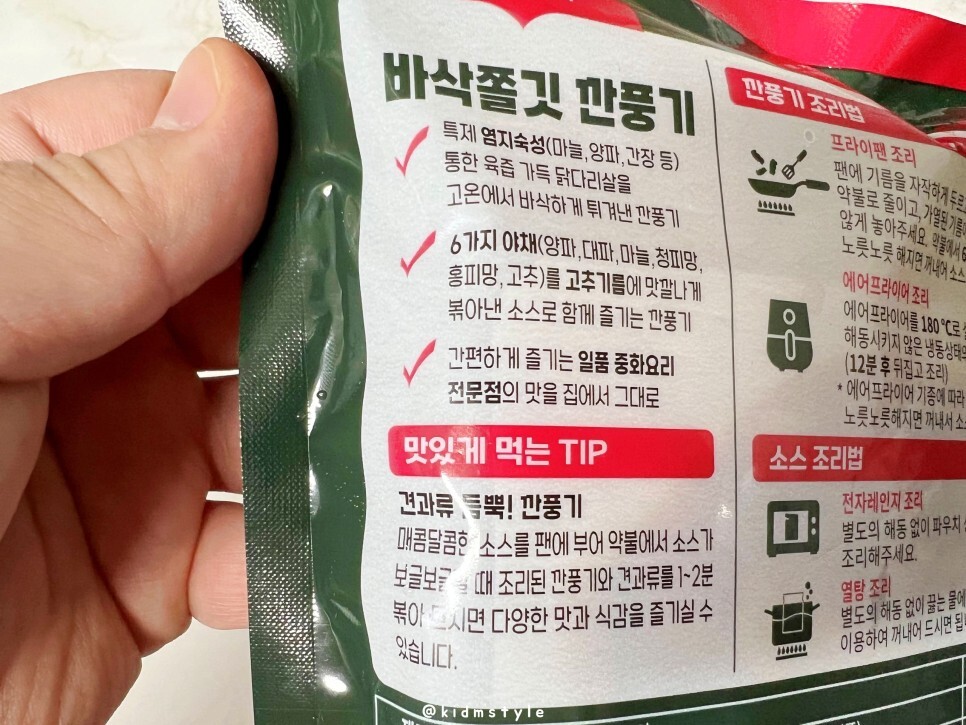 바삭쫄깃 깐풍기
특제 염지숙성(마늘,양파,간장 등)
통한 육즙 가득 닭다리살을
고온에서 바삭하게 튀겨낸 깐풍기
6가지 야채(양파,대파,마늘,청피망,
홍피망,고추)를 고추기름에 맛깔나게
볶아낸 소스로 함께 즐기는 깐풍기
간편하게 즐기는 일품 중화요리
전문점의 맛을 집에서 그대로
맛있게 먹는 TIP
견과류 듬뿍! 깐풍기
매콤달콤한 소스를 팬에 부어 약불에서 소스가
때 조리된 깐풍기와 견과류를 1~2분
볶아 면 다양한 맛과 식감을 즐기실 수
있습니다.
깐풍기 조리법
프라이팬 조리
팬에 기름을 자작하게
약불로 줄이고, 가열된
않게 놓아주세요. 약불에서
노릇노릇 해지면 꺼내어 소스
에어프라이어 조리
에어프라이어를 180℃로
해동시키지 않은 냉동상태의
(12분 후 뒤집고 조리)
* 에어프라이어 기종에 따라
노릇노릇해지면 꺼내서
소스 조리법
전자레인지 조리
별도의 해동 없이 파우치
조리해주세요.
열탕 조리
별도의 해동 없이 끓는 물에
이용하여 꺼내어 드시면
@kidmstyle